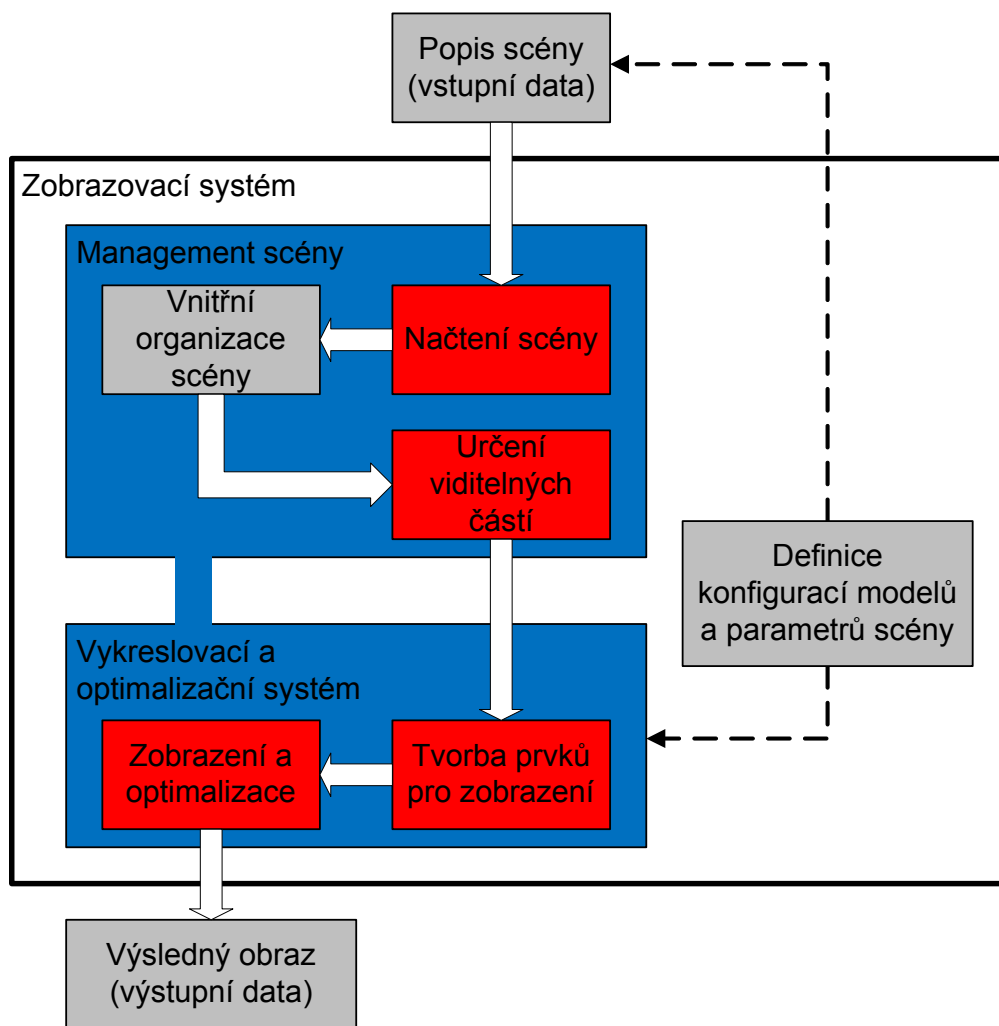 Popis scény
(vstupní data)
Zobrazovací systém
Management scény
Vnitřní
organizace
scény
Načtení scény
Určení
viditelných
částí
Definice
konfigurací modelů
a parametrů scény
Vykreslovací a
optimalizační systém
Zobrazení a
optimalizace
Tvorba prvků
pro zobrazení
Výsledný obraz
(výstupní data)